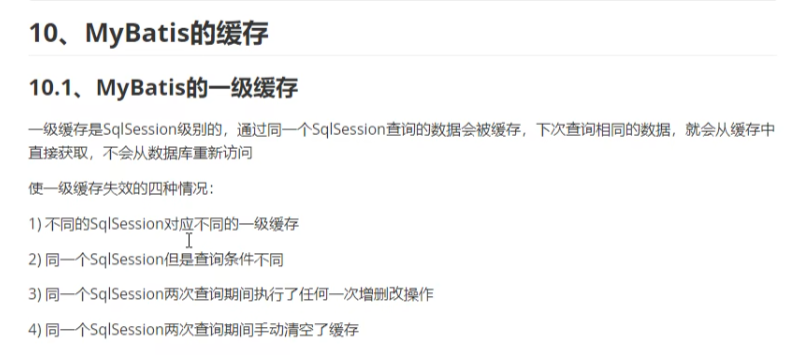 10、MyBatis的缓存
10.1、MyBatis的一级缓存
一级缓存是SqlSession级别的，通过同一个SqlSession查询的数据会被缓存，下次查询相同的数据，就会从缓存中
直接获取，不会从数据库重新访问
使一级缓存失效的四种情况：
1) 不同的SqlSession对应不同的一级缓存
2) 同一个SqlSession但是查询条件不同
3) 同一个SqlSession两次查询期间执行了任何一次增删改操作
4) 同一个SqlSession两次查询期间手动清空了缓存